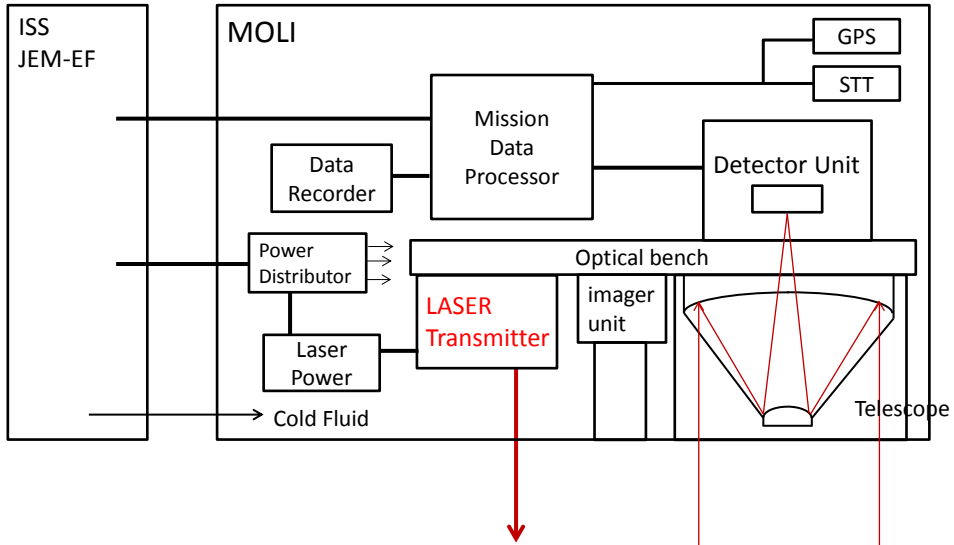 ISS
JEM-EF
MOLI
GPS
STT
Mission
Data
Processor
Data
Recorder
Detector Unit
Power
Distributor
Optical bench
LASER
Transmitter
imager
unit
Laser
Power
Telescope
Cold Fluid